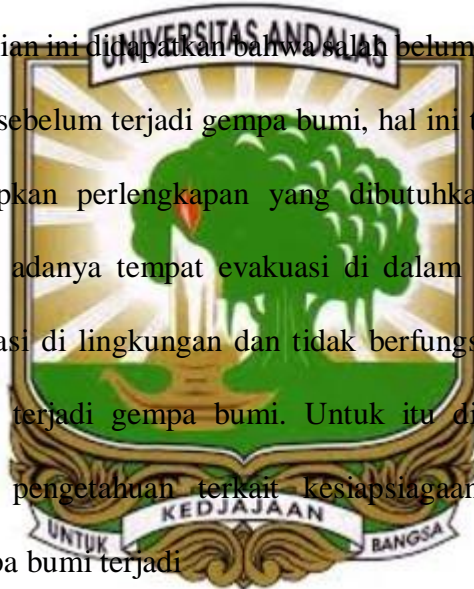 UNIVERSITAS ANDALAS
ian ini didapatkan bahwa salah belum
sebelum terjadi gempa bumi, hal ini t
pkan perlengkapan yang dibutuhka
adanya tempat evakuasi di dalam
asi di lingkungan dan tidak berfungs
terjadi gempa bumi. Untuk itu di
pengetahuan terkait kesiapsiagaan
UNTUK KEDJAJAAN BANGSA
pa bumi terjadi